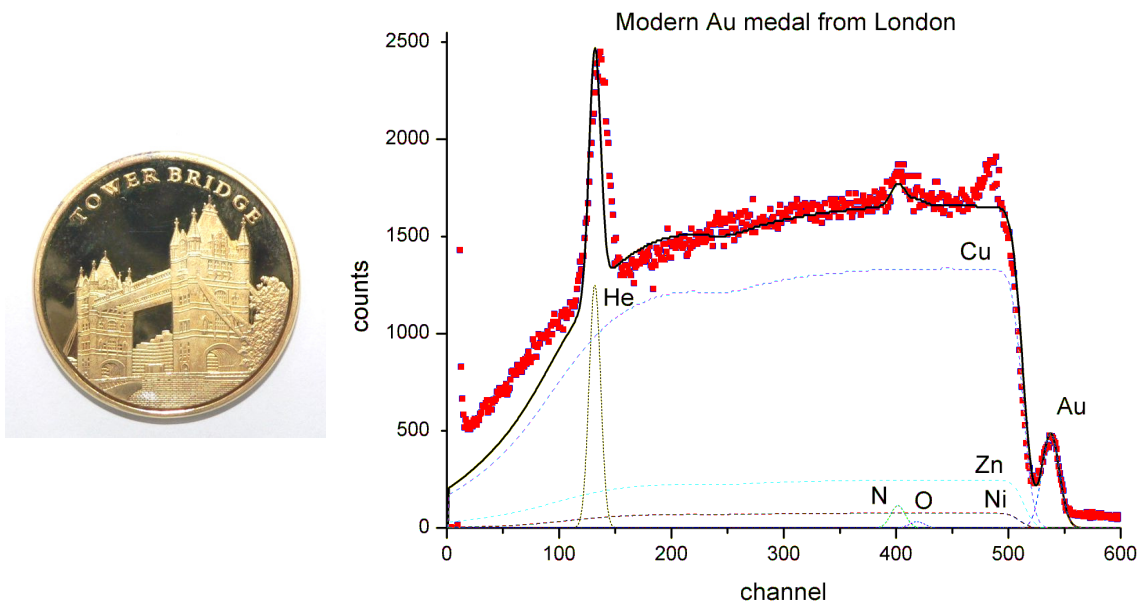 TOWER BRIDGE
Modern Au medal from London
2500
2000
1500
1000
500
0
counts
He
Cu
Zn
Ni
N
O
Au
0
100
200
300
400
500
600
channel